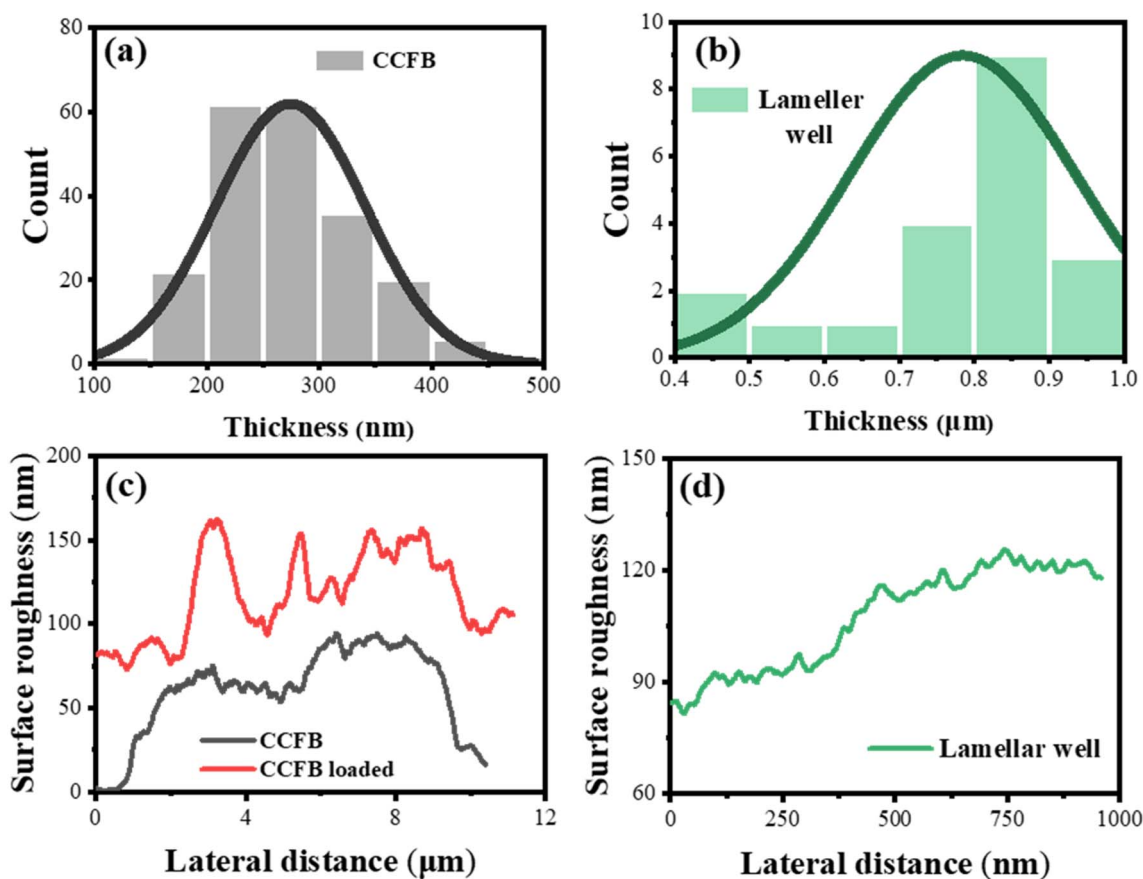 (a)
CCFB
80
60
40
20
0
Count
100 200 300 400 500
Thickness (nm)
(b)
Lameller
well
10
8
6
4
2
0
Count
0.4 0.5 0.6 0.7 0.8 0.9 1.0
Thickness (µm)
(c)
200
150
100
50
0
Surface roughness (nm)
CCFB
CCFB loaded
0 4 8 12
Lateral distance (µm)
(d)
150
120
90
60
Surface roughness (nm)
Lamellar well
0 250 500 750 1000
Lateral distance (nm)